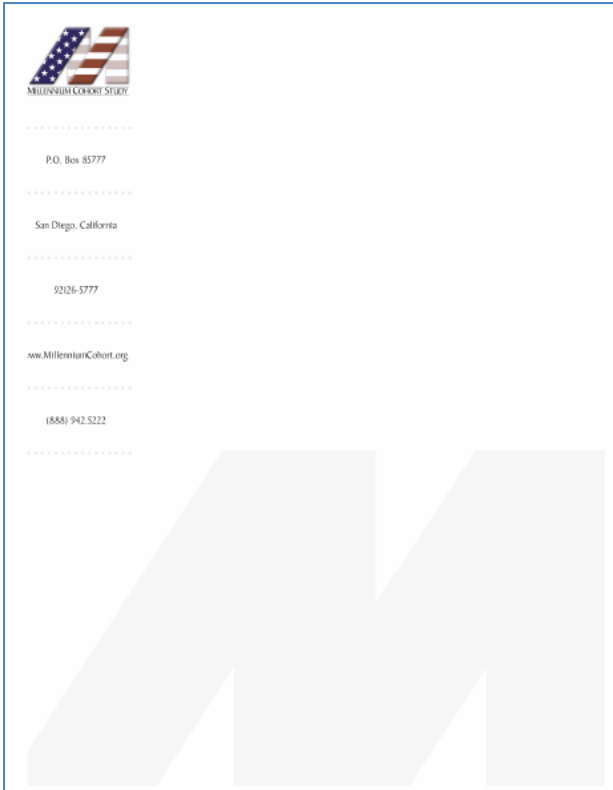 MILLENNIUM COHORT STUDY
P.O. Box 85777
San Diego, California
92126-5777
ww.MillenniumCohort.org
(888) 942.5222